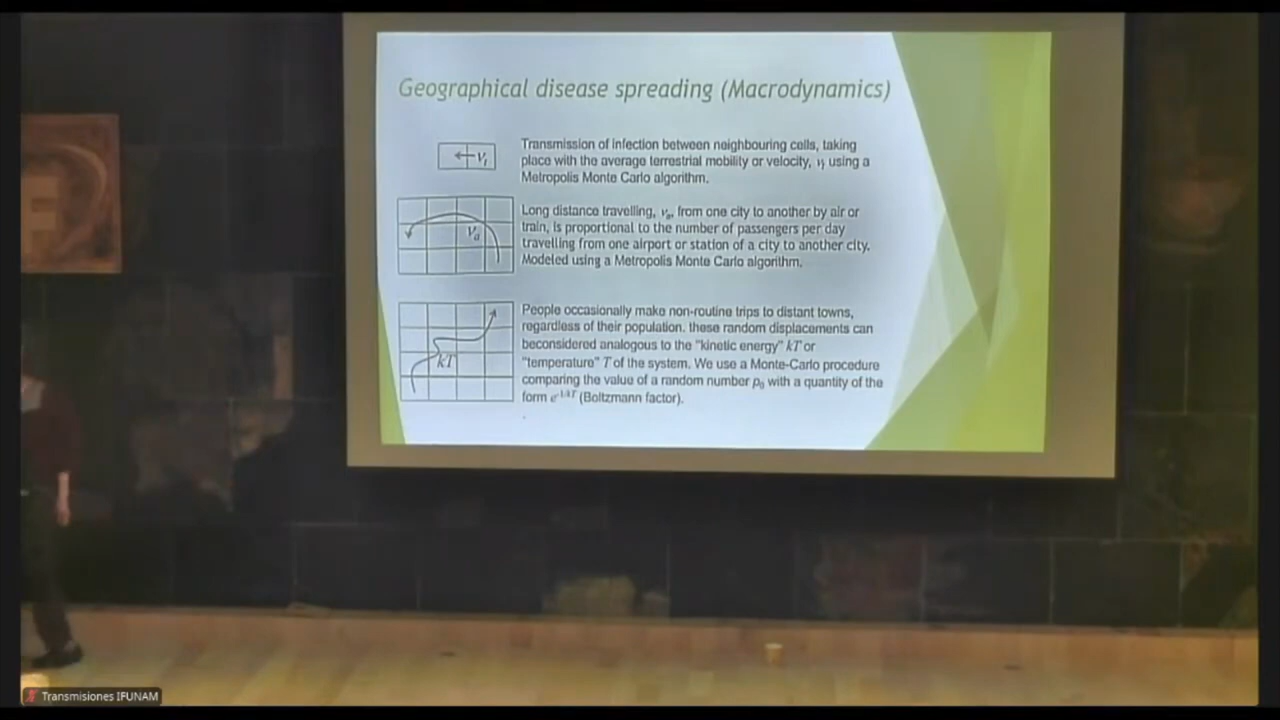 Geographical disease spreading (Macrodynamics)
Transmission of infection between neighbouring cells, taking
place with the average terrestrial mobility or velocity, νₜ using a
Metropolis Monte Carlo algorithm.
νₜ
Long distance travelling, νₐ, from one city to another by air or
train, is proportional to the number of passengers per day
travelling from one airport or station of a city to another city.
Modeled using a Metropolis Monte Carlo algorithm.
νₐ
People occasionally make non-routine trips to distant towns,
regardless of their population. these random displacements can
beconsidered analogous to the "kinetic energy" kT or
"temperature" T of the system. We use a Monte-Carlo procedure
comparing the value of a random number p₀ with a quantity of the
form (Boltzmann factor).
kT
Transmisiones IFUNAM